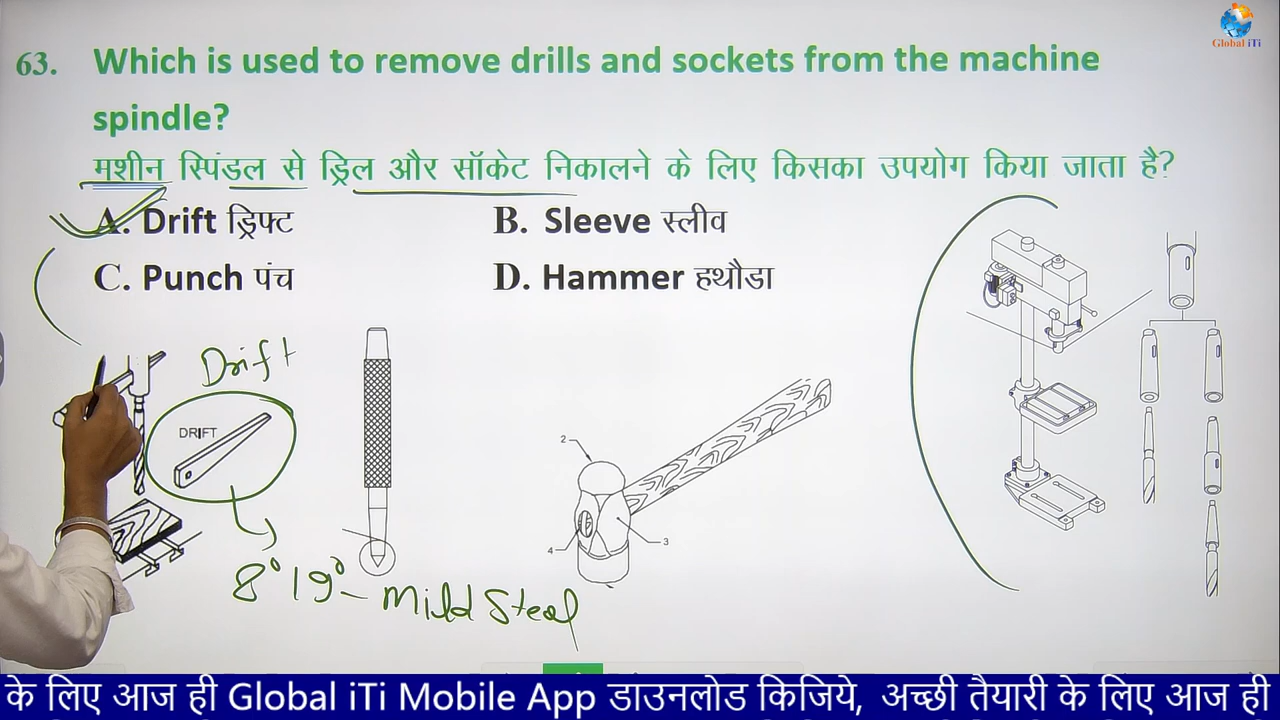 Global iTi
63. Which is used to remove drills and sockets from the machine
spindle?
मशीन स्पिंडल से ड्रिल और सॉकेट निकालने के लिए किसका उपयोग किया जाता है?
A. Drift ड्रिफ्ट
B. Sleeve स्लीव
C. Punch पंच
D. Hammer हथौडा
Drift
DRIFT
2
4
3
8° 19° - Mild Steel
के लिए आज ही Global iTi Mobile App डाउनलोड किजिये, अच्छी तैयारी के लिए आज ही